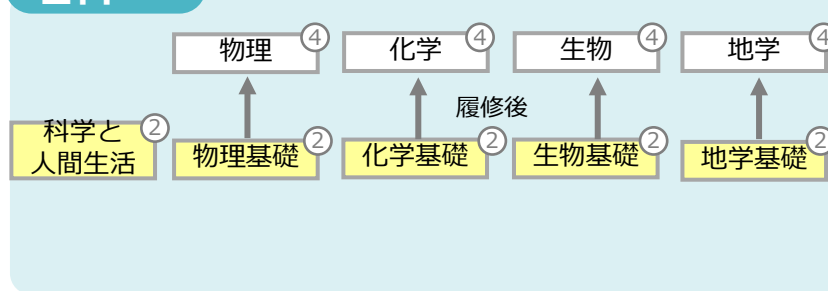 物理 ④ 化学 ④ 生物 ④ 地学 ④
履修後
科学と
人間生活 ② 物理基礎 ② 化学基礎 ② 生物基礎 ② 地学基礎 ②